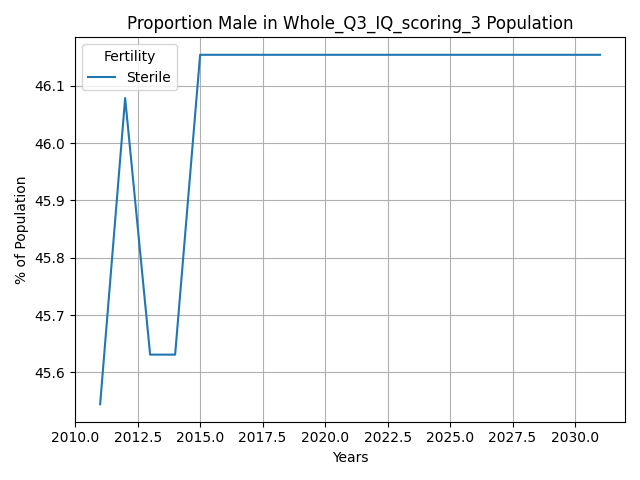 Proportion Male in Whole_Q3_IQ_scoring_3 Population
Fertility
Sterile
% of Population
46.1
46.0
45.9
45.8
45.7
45.6
2010.0 2012.5 2015.0 2017.5 2020.0 2022.5 2025.0 2027.5 2030.0
Years